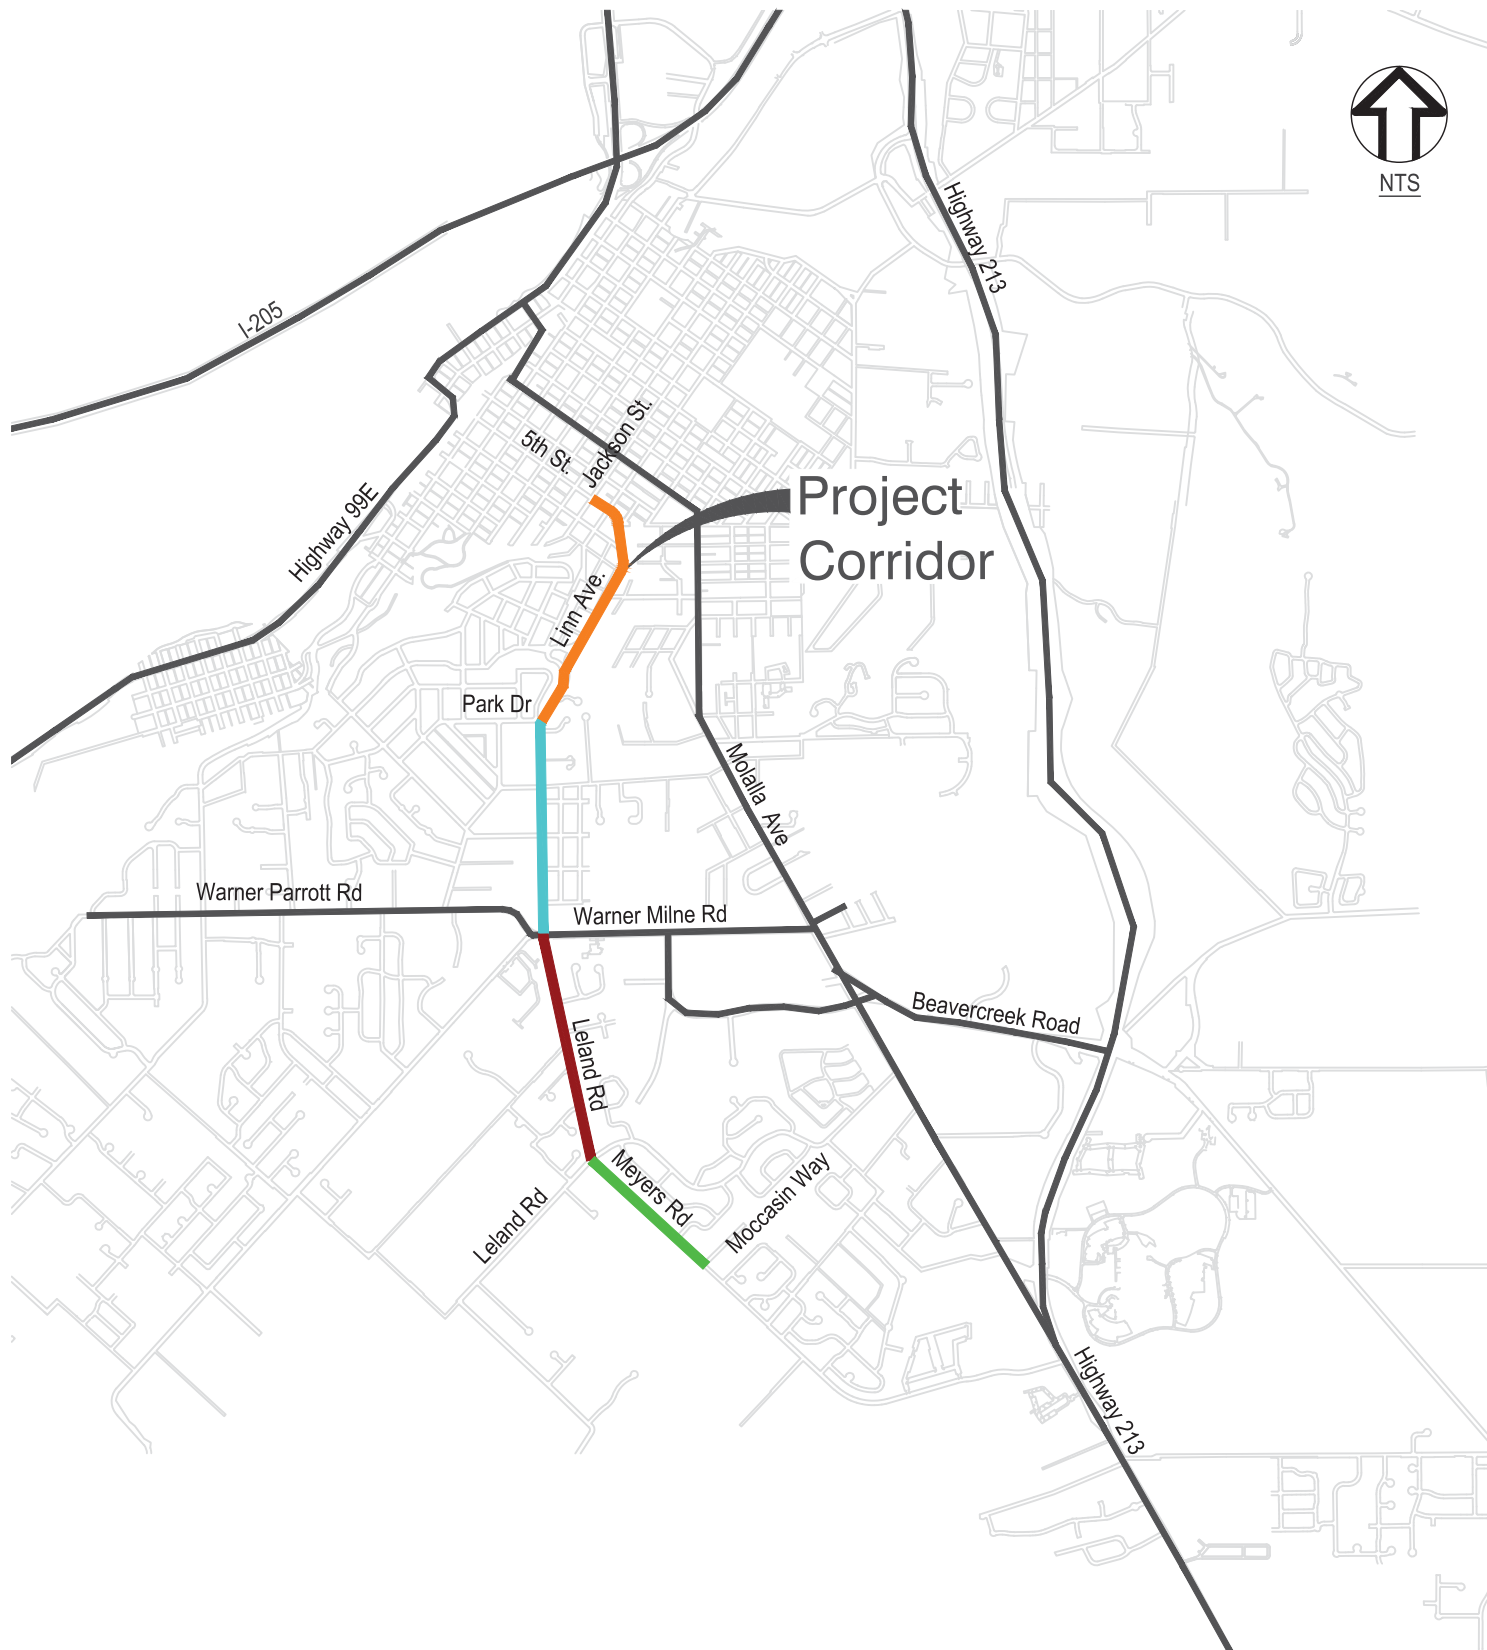 NTS
Highway 213
I-205
Jackson St.
5th St.
Project
Corridor
Highway 99E
Linn Ave.
Park Dr
Molalla Ave
Warner Parrott Rd
Warner Milne Rd
Beavercreek Road
Leland Rd
Meyers Rd
Moccasin Way
Leland Rd
Highway 213